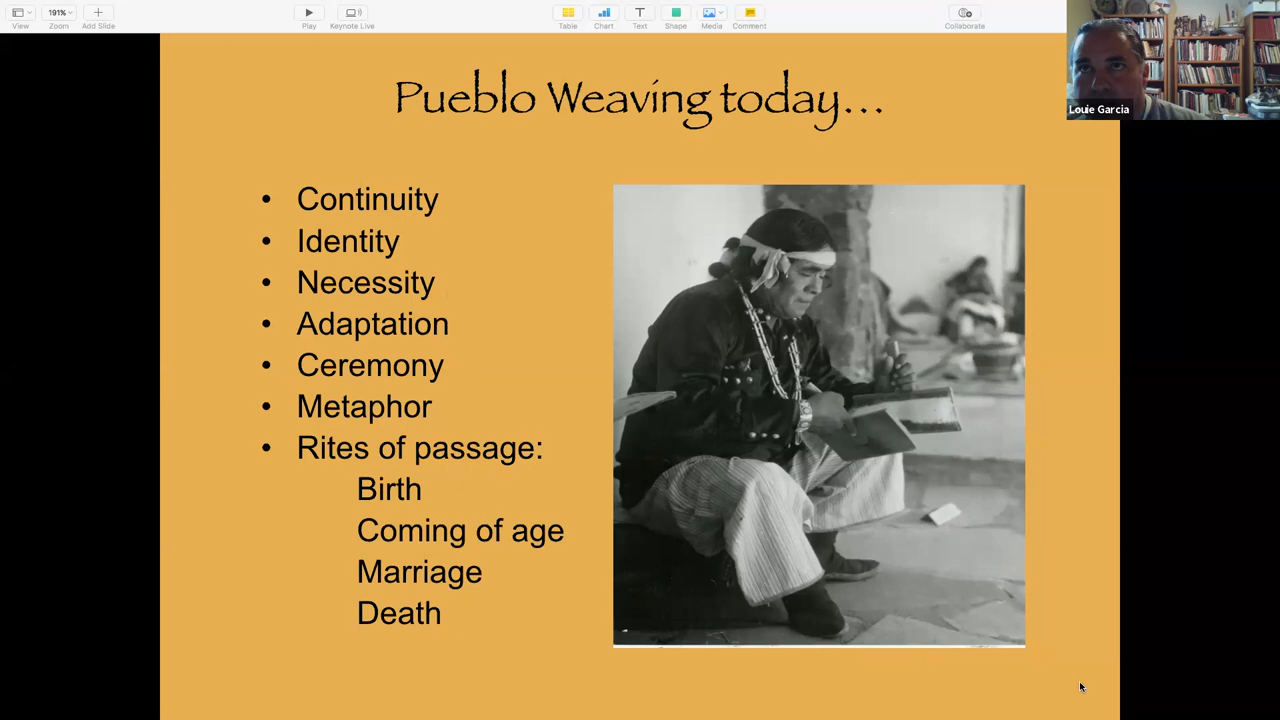 191%
View
Zoom
Add Slide
Play
Keynote Live
Table
Chart
Text
Shape
Media
Comment
Collaborate
Louie Garcia
Pueblo Weaving today...
• Continuity
• Identity
• Necessity
• Adaptation
• Ceremony
• Metaphor
• Rites of passage:
Birth
Coming of age
Marriage
Death